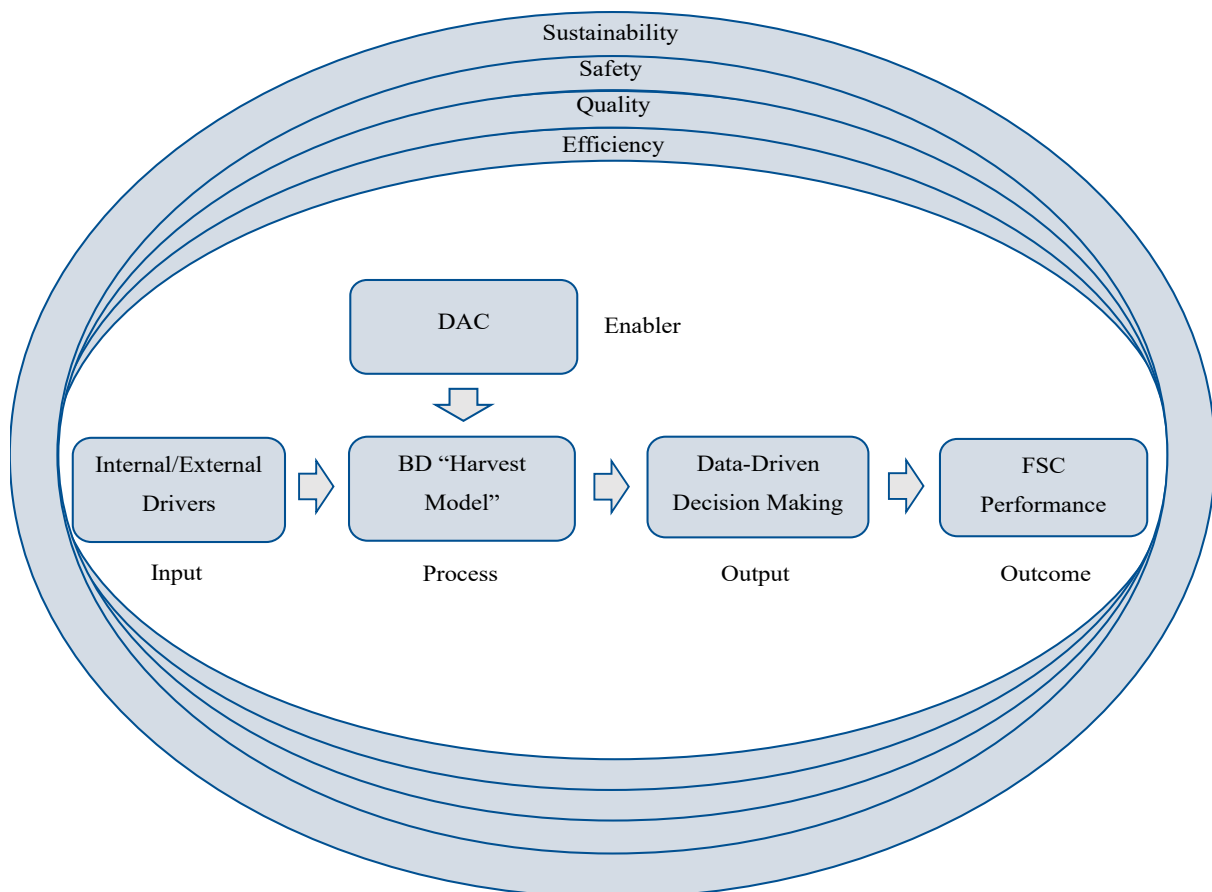 Sustainability
Safety
Quality
Efficiency
DAC
Enabler
Internal/External
Drivers
BD “Harvest
Model”
Data-Driven
Decision Making
FSC
Performance
Input
Process
Output
Outcome